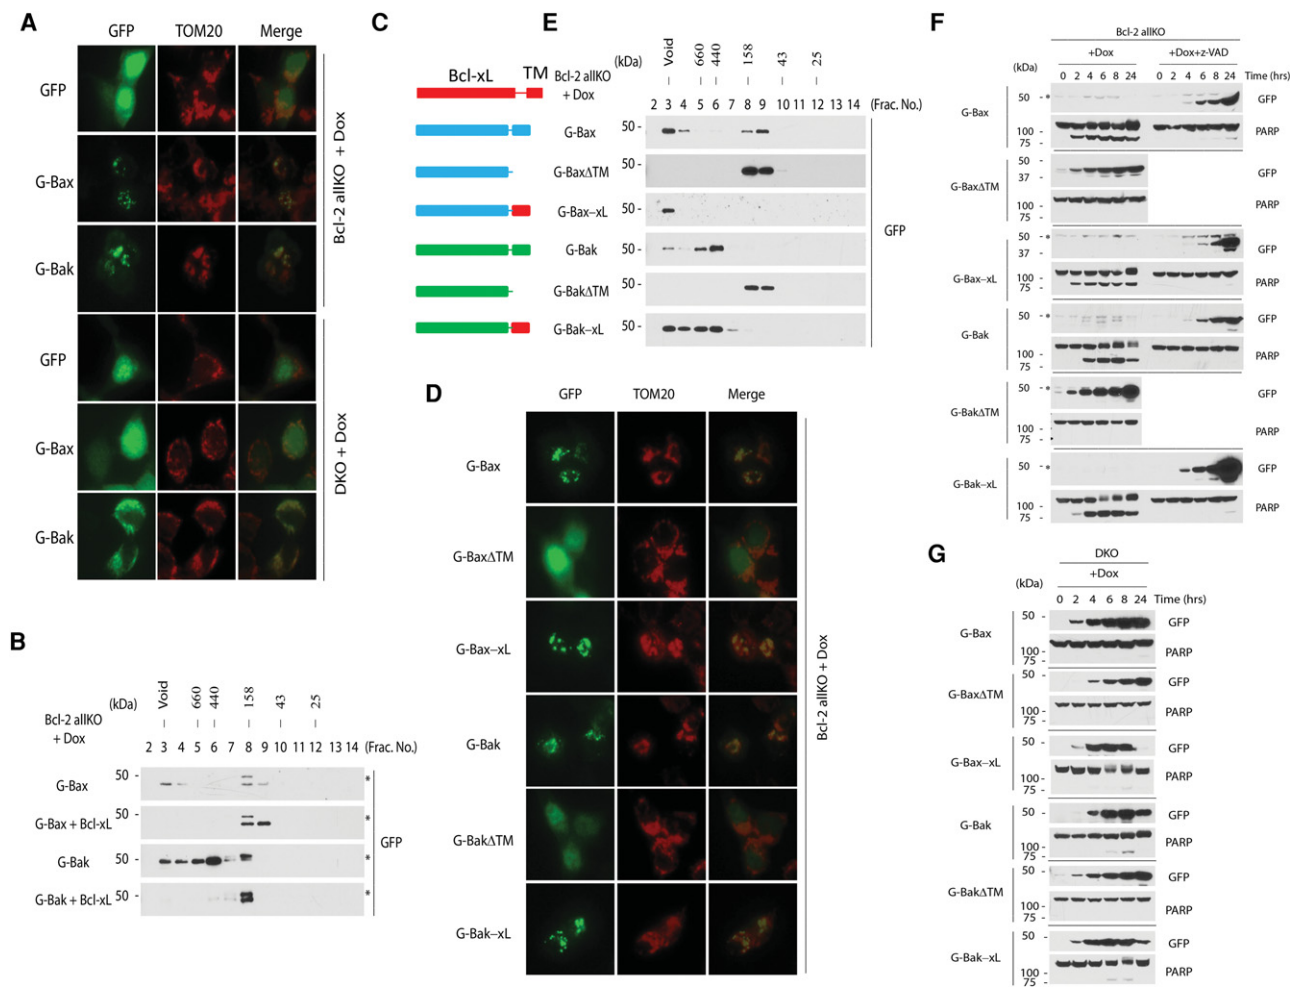 A
GFP TOM20 Merge
GFP
G-Bax
G-Bak
Bcl-2 allKO + Dox
GFP
G-Bax
G-Bak
DKO + Dox
B
(kDa) Void 660 440 158 43 25
Bcl-2 allKO
+ Dox
2 3 4 5 6 7 8 9 10 11 12 13 14 (Frac. No.)
G-Bax 50 - *
G-Bax + Bcl-xL 50 - *
G-Bak 50 - *
G-Bak + Bcl-xL 50 - *
GFP
C
Bcl-xL TM
E
(kDa) Void 660 440 158 43 25
Bcl-2 allKO
+ Dox
2 3 4 5 6 7 8 9 10 11 12 13 14 (Frac. No.)
G-Bax 50 -
G-BaxΔTM 50 -
G-Bax–xL 50 -
G-Bak 50 -
G-BakΔTM 50 -
G-Bak–xL 50 -
GFP
D
GFP TOM20 Merge
G-Bax
G-BaxΔTM
G-Bax–xL
G-Bak
G-BakΔTM
G-Bak–xL
Bcl-2 allKO + Dox
F
Bcl-2 allKO
+Dox +Dox+z-VAD
(kDa) 0 2 4 6 8 24 0 2 4 6 8 24 Time (hrs)
G-Bax 50 - * GFP
100 - 75 - PARP
G-BaxΔTM 50 - 37 - GFP
100 - 75 - PARP
G-Bax–xL 50 - * 37 - GFP
100 - 75 - PARP
G-Bak 50 - * GFP
100 - 75 - PARP
G-BakΔTM 50 - * GFP
100 - 75 - PARP
G-Bak–xL 50 - * GFP
100 - 75 - PARP
G
DKO
+Dox
(kDa) 0 2 4 6 8 24 Time (hrs)
G-Bax 50 - GFP
100 - 75 - PARP
G-BaxΔTM 50 - GFP
100 - 75 - PARP
G-Bax–xL 50 - GFP
100 - PARP
G-Bak 50 - GFP
100 - 75 - PARP
G-BakΔTM 50 - GFP
100 - 75 - PARP
G-Bak–xL 50 - GFP
100 - 75 - PARP